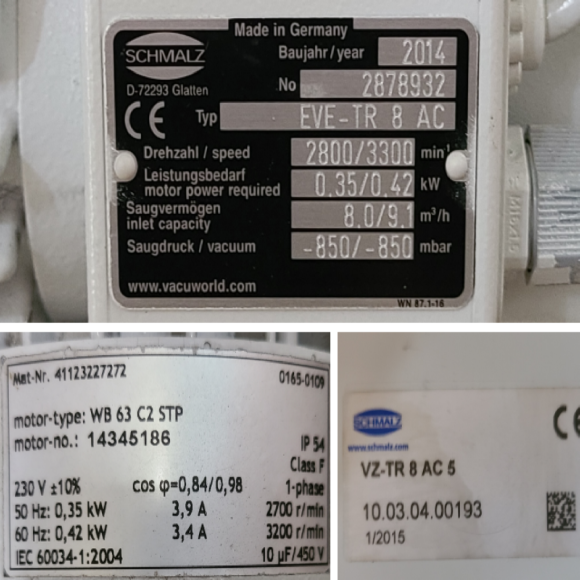 Made in Germany
SCHMALZ
Baujahr / year 2014
D-72293 Glatten
No 2878932
CE Typ EVE-TR 8 AC
Drehzahl / speed 2800/3300 min⁻¹
Leistungsbedarf
motor power required 0.35/0.42 kW
Saugvermögen
inlet capacity 8.0/9.1 m³/h
Saugdruck / vacuum -850/-850 mbar
www.vacuworld.com
WN 87.1-16
Mat-Nr. 41123227272 0165-0109
motor-type: WB 63 C2 STP
motor-no.: 14345186 IP 54
Class F
230 V ±10% cos φ=0,84/0,98 1-phase
50 Hz: 0,35 kW 3,9 A 2700 r/min
60 Hz: 0,42 kW 3,4 A 3200 r/min
IEC 60034-1:2004 10 µF/450 V
SCHMALZ CE
www.schmalz.com
VZ-TR 8 AC 5
10.03.04.00193
1/2015